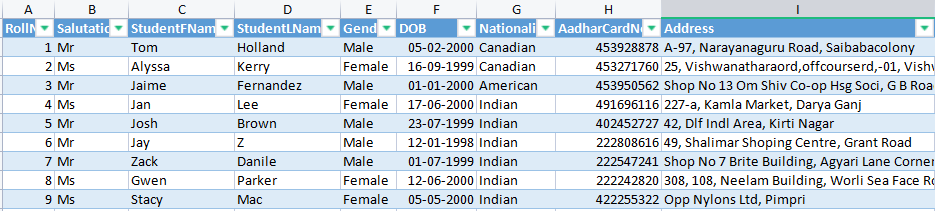 A B C D E F G H I
RollN Salutatio StudentFNam StudentLNam Gend DOB Nationali AadharCardNo Address
1 Mr Tom Holland Male 05-02-2000 Canadian 453928878 A-97, Narayanaguru Road, Saibabacolony
2 Ms Alyssa Kerry Female 16-09-1999 Canadian 453271760 25, Vishwanatharaord,offcourserd,-01, Vishw
3 Mr Jaime Fernandez Male 01-01-2000 American 453950562 Shop No 13 Om Shiv Co-op Hsg Soci, G B Roa
4 Ms Jan Lee Female 17-06-2000 Indian 491696116 227-a, Kamla Market, Darya Ganj
5 Mr Josh Brown Male 23-07-1999 Indian 402452727 42, Dlf Indl Area, Kirti Nagar
6 Mr Jay Z Male 12-01-1998 Indian 222808616 49, Shalimar Shoping Centre, Grant Road
7 Mr Zack Danile Male 01-07-1999 Indian 222547241 Shop No 7 Brite Building, Agyari Lane Corner
8 Ms Gwen Parker Female 12-06-2000 Indian 222242820 308, 108, Neelam Building, Worli Sea Face Ro
9 Ms Stacy Mac Female 05-05-2000 Indian 422255322 Opp Nylons Ltd, Pimpri